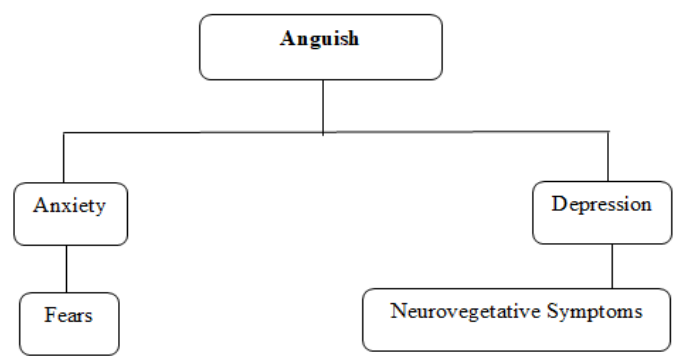 Anguish
Anxiety
Depression
Fears
Neurovegetative Symptoms